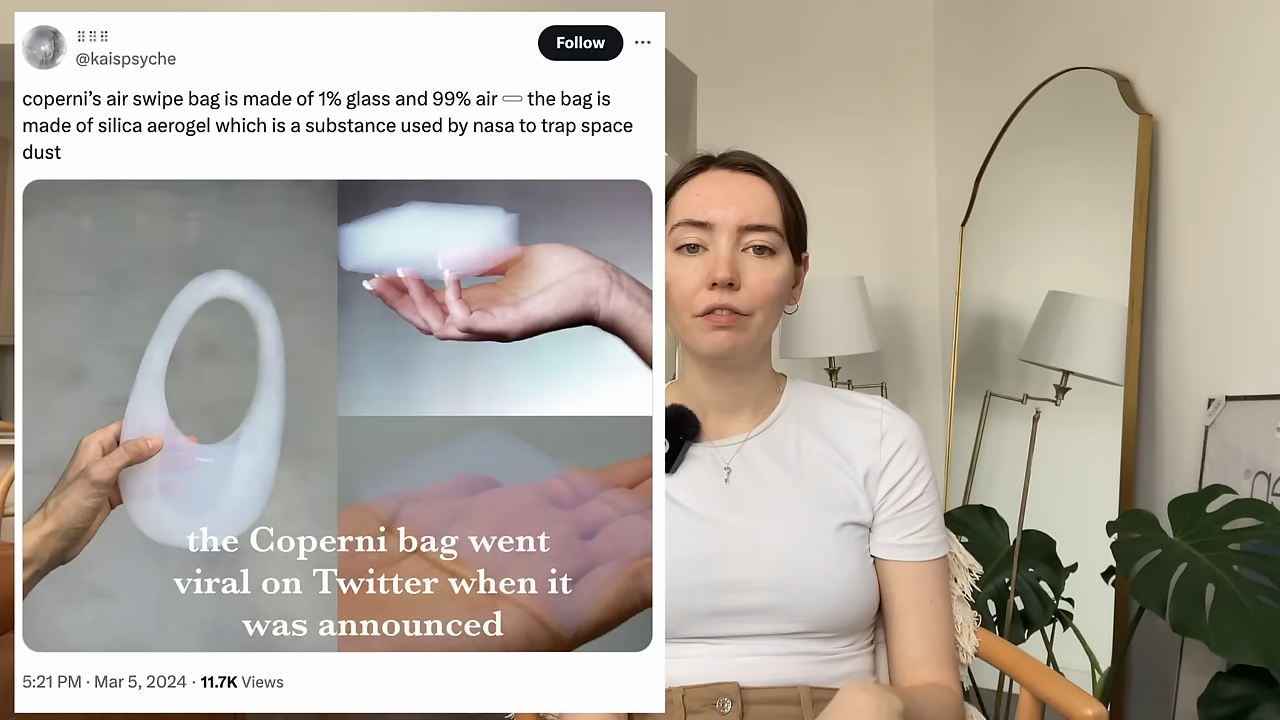 @kaispsyche
Follow
coperni’s air swipe bag is made of 1% glass and 99% air the bag is
made of silica aerogel which is a substance used by nasa to trap space
dust
the Coperni bag went
viral on Twitter when it
was announced
5:21 PM · Mar 5, 2024 · 11.7K Views